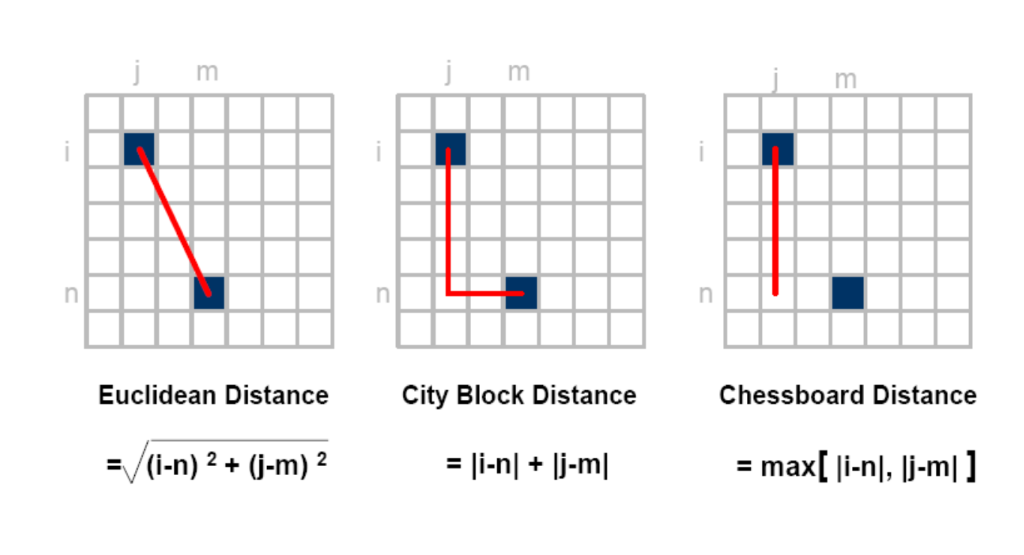 j m
i
n
Euclidean Distance
=√(i-n) ² + (j-m) ²
j m
i
n
City Block Distance
= |i-n| + |j-m|
j m
i
n
Chessboard Distance
= max[ |i-n|, |j-m| ]